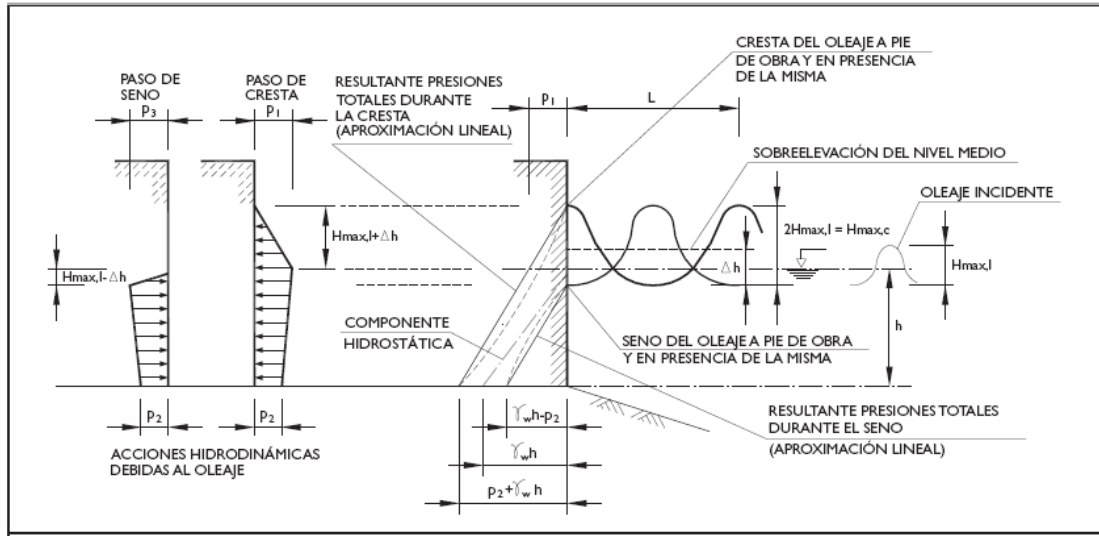 PASO DE
SENO
P3
PASO DE
CRESTA
P1
RESULTANTE PRESIONES
TOTALES DURANTE
LA CRESTA
(APROXIMACIÓN LINEAL)
P1
L
CRESTA DEL OLEAJE A PIE
DE OBRA Y EN PRESENCIA
DE LA MISMA
SOBREELEVACIÓN DEL NIVEL MEDIO
OLEAJE INCIDENTE
2Hmax,l = Hmax,c
Hmax,l
Hmax,l+Δh
Hmax,l-Δh
Δh
h
COMPONENTE
HIDROSTÁTICA
SENO DEL OLEAJE A PIE DE OBRA
Y EN PRESENCIA DE LA MISMA
P2
P2
ACCIONES HIDRODINÁMICAS
DEBIDAS AL OLEAJE
γwh-p2
γwh
p2+γwh
RESULTANTE PRESIONES TOTALES
DURANTE EL SENO
(APROXIMACIÓN LINEAL)